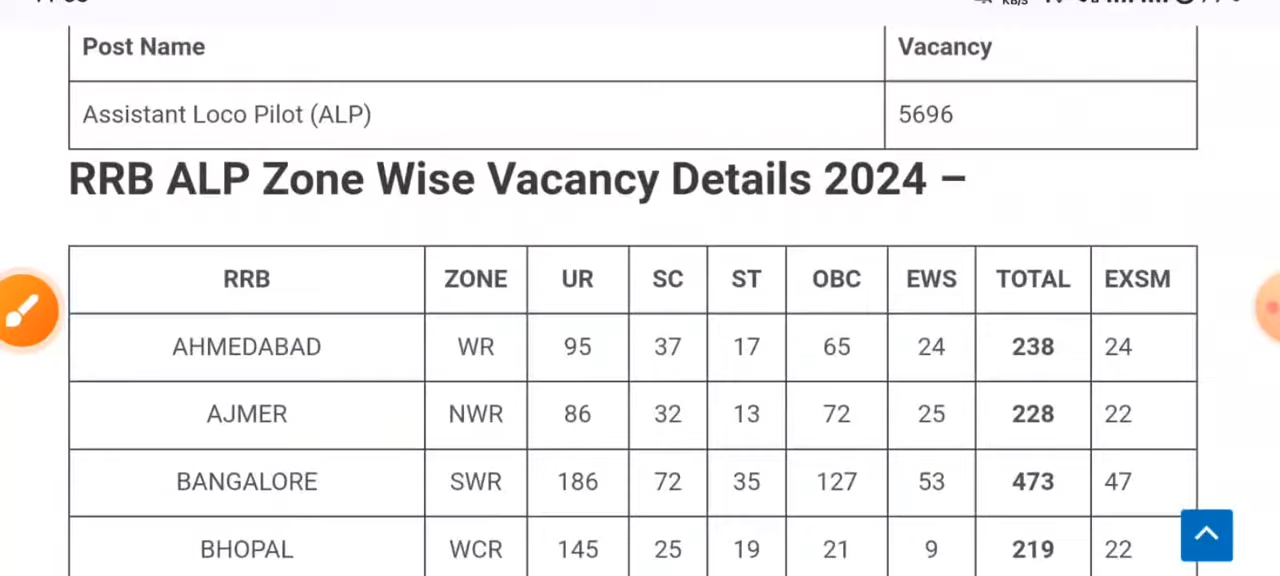 KB/S
Post Name Vacancy
Assistant Loco Pilot (ALP) 5696
RRB ALP Zone Wise Vacancy Details 2024 –
RRB ZONE UR SC ST OBC EWS TOTAL EXSM
AHMEDABAD WR 95 37 17 65 24 238 24
AJMER NWR 86 32 13 72 25 228 22
BANGALORE SWR 186 72 35 127 53 473 47
BHOPAL WCR 145 25 19 21 9 219 22